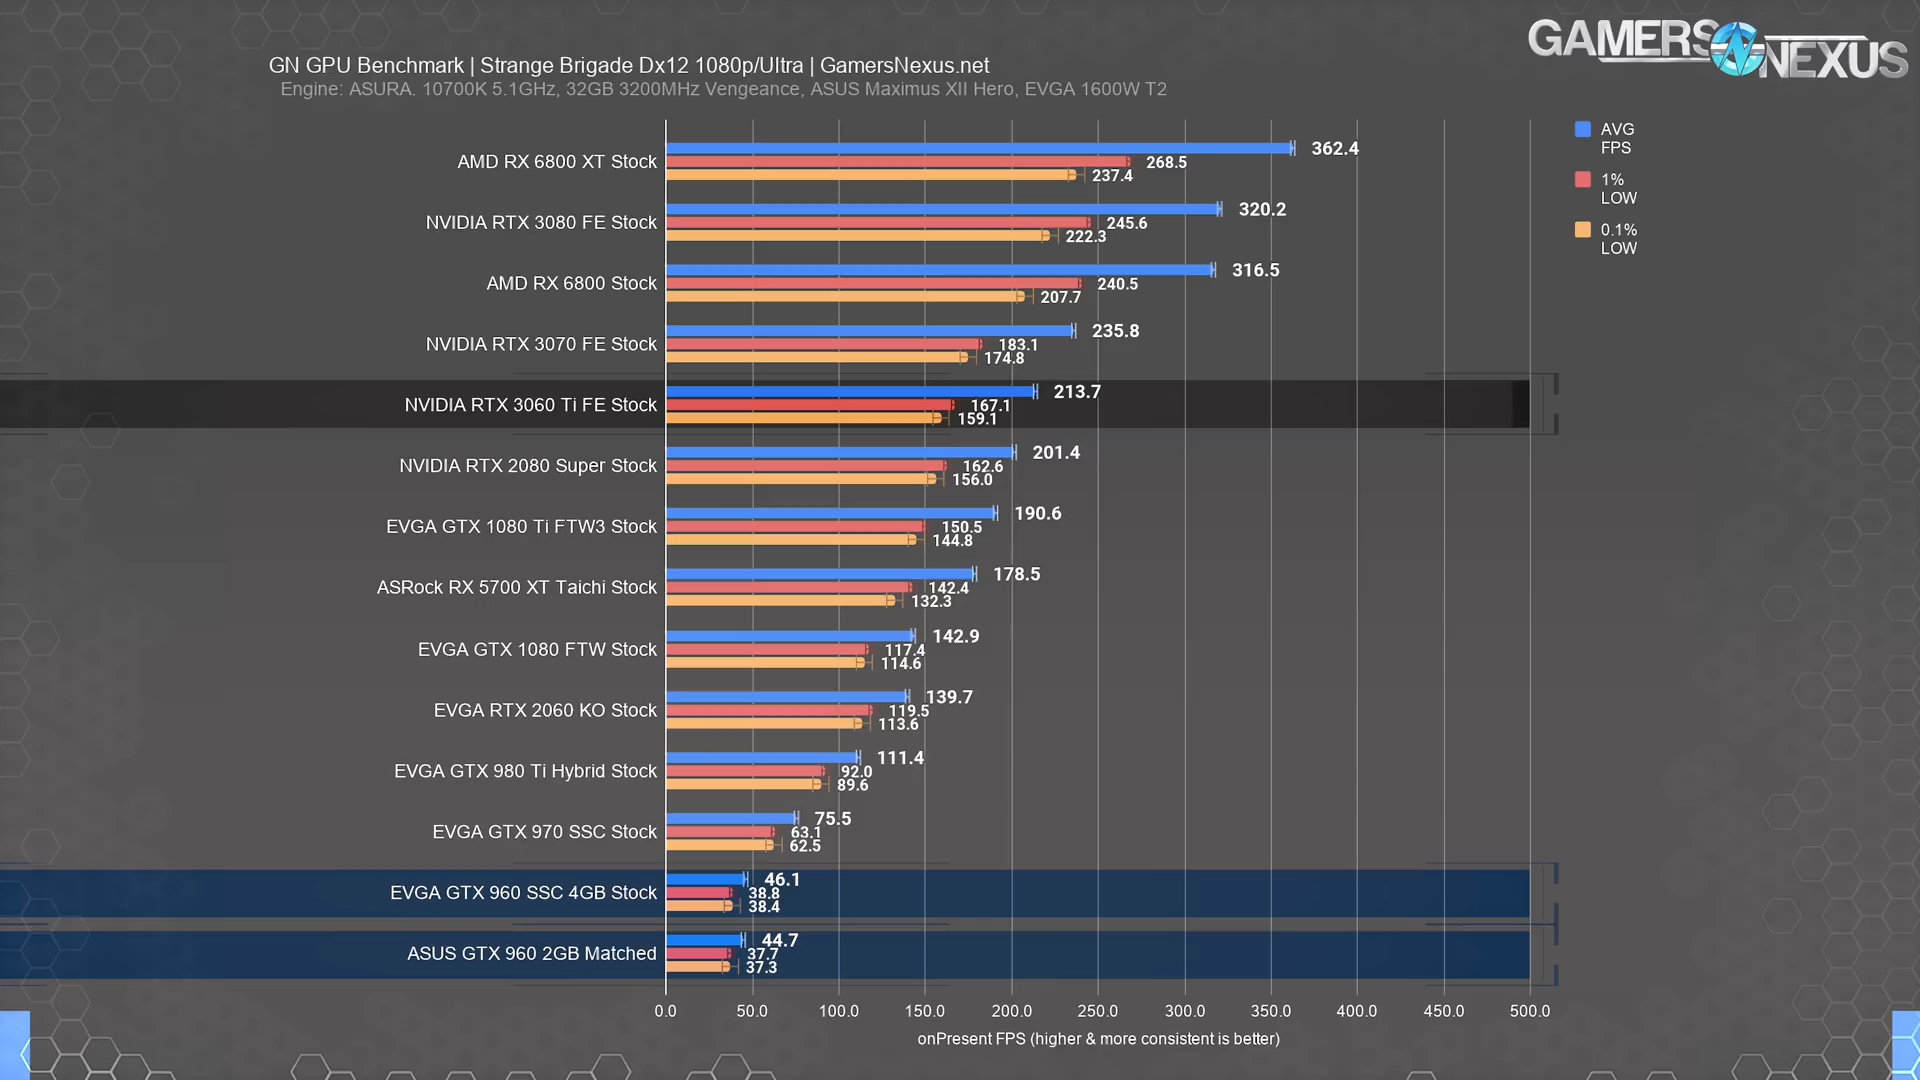 GAMERS NEXUS
GN GPU Benchmark | Strange Brigade Dx12 1080p/Ultra | GamersNexus.net
Engine: ASURA. 10700K 5.1GHz, 32GB 3200MHz Vengeance, ASUS Maximus XII Hero, EVGA 1600W T2
AVG
FPS
1%
LOW
0.1%
LOW
AMD RX 6800 XT Stock
362.4
268.5
237.4
NVIDIA RTX 3080 FE Stock
320.2
245.6
222.3
AMD RX 6800 Stock
316.5
240.5
207.7
NVIDIA RTX 3070 FE Stock
235.8
183.1
174.8
NVIDIA RTX 3060 Ti FE Stock
213.7
167.1
159.1
NVIDIA RTX 2080 Super Stock
201.4
162.6
156.0
EVGA GTX 1080 Ti FTW3 Stock
190.6
150.5
144.8
ASRock RX 5700 XT Taichi Stock
178.5
142.4
132.3
EVGA GTX 1080 FTW Stock
142.9
117.4
114.6
EVGA RTX 2060 KO Stock
139.7
119.5
113.6
EVGA GTX 980 Ti Hybrid Stock
111.4
92.0
89.6
EVGA GTX 970 SSC Stock
75.5
63.1
62.5
EVGA GTX 960 SSC 4GB Stock
46.1
38.8
38.4
ASUS GTX 960 2GB Matched
44.7
37.7
37.3
0.0 50.0 100.0 150.0 200.0 250.0 300.0 350.0 400.0 450.0 500.0
onPresent FPS (higher & more consistent is better)